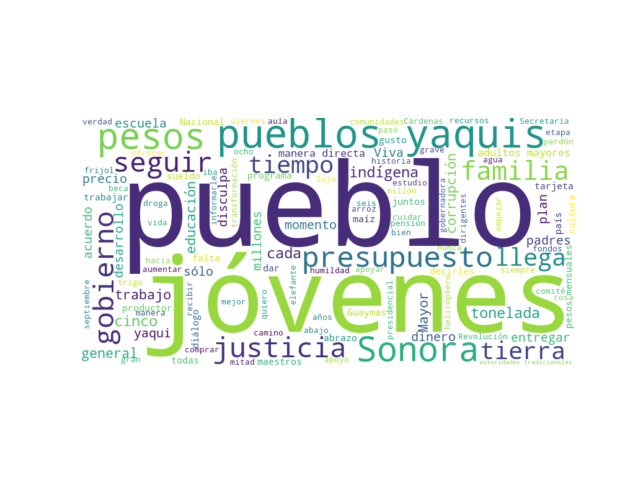 verdad escuela Nacional viernes aula comunidades Cárdenas recursos Secretaría
pesos pueblos yaquis etapa
ofrecer pasó gusto grave perdón
seguir tiempo manera directa Viva adultos mayores
frijol precio sueldo iba disculpa programa lujo indígena historia corrupción familia agua
beca trabajar educación informarles transformación millón estudio tarjeta
pueblo
droga seis arroz maíz juntos cuidar gobernadora dirigentes empezar plan país cultura
acuerdo desarrollo vida momento pensión bien
gobierno falta millones cada presupuesto nunca llega padres fondos
hacia sólo dar decirles siempre
aumentar humildad apoyar mensuales
jóvenes
septiembre trigo trabajo recibir elefante presidencial Mayor helicóptero comité cosa
productor mejor quiero años Guaymas pesos
cinco manera diálogo tonelada
yaqui camino abajo Revolución
general comprar justicia abrazo Sonora dinero tierra entregar
gran todas mitad maestros apoyo autoridades tradicionales
ocho